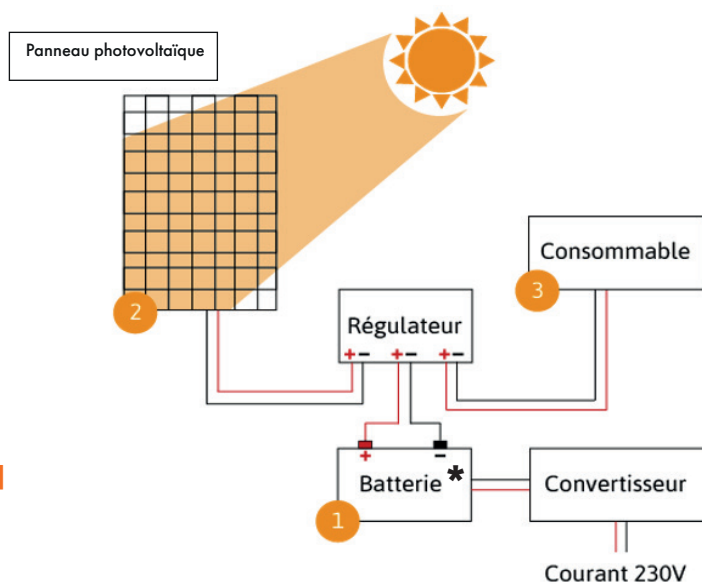 Panneau photovoltaïque
2
Consommable
3
Régulateur
+ − + − + −
+ −
Batterie *
1
Convertisseur
Courant 230V